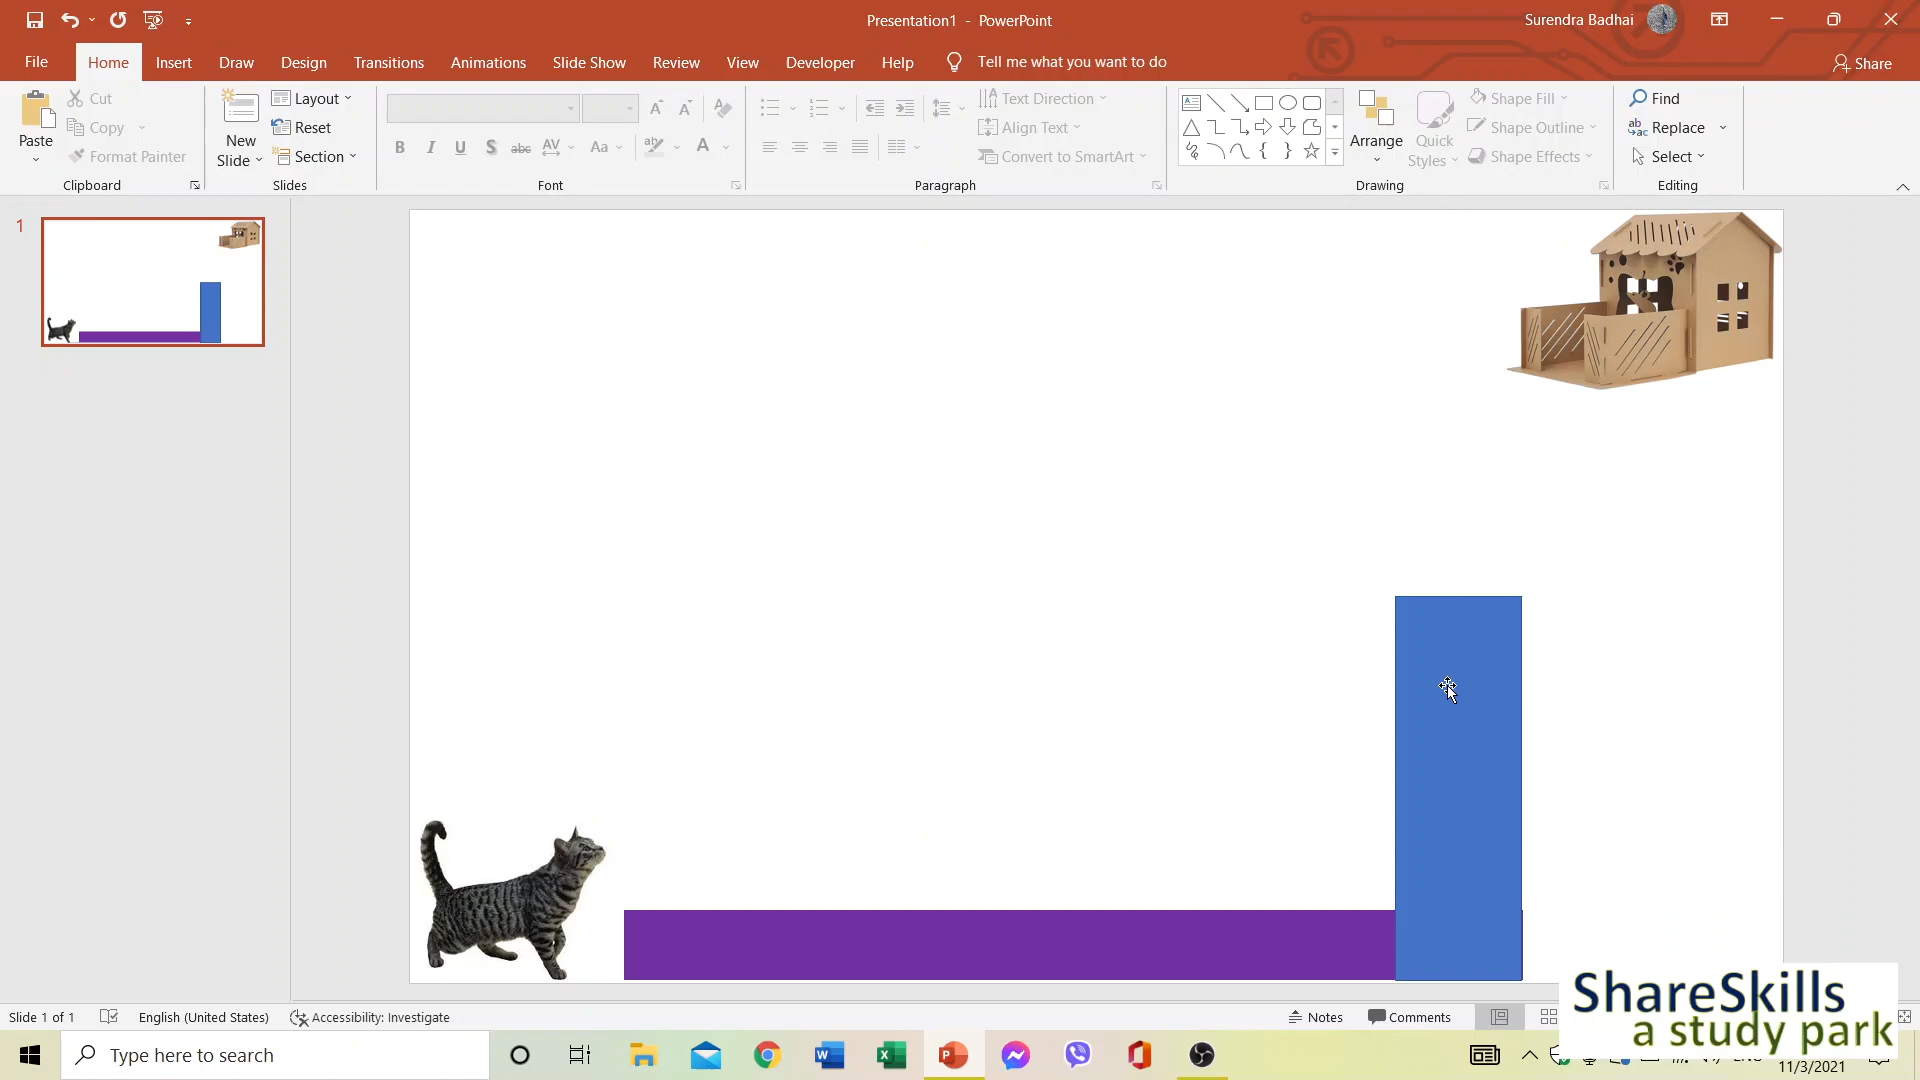 Presentation1 - PowerPoint
Surendra Badhai
File Home Insert Draw Design Transitions Animations Slide Show Review View Developer Help Tell me what you want to do Share
Paste
Cut
Copy
Format Painter
Clipboard
New Slide
Layout
Reset
Section
Slides
B I U S abc AV Aa A
Font
Text Direction
Align Text
Convert to SmartArt
Paragraph
Arrange
Quick Styles
Shape Fill
Shape Outline
Shape Effects
Drawing
Find
Replace
Select
Editing
1
Slide 1 of 1
English (United States)
Accessibility: Investigate
Notes
Comments
ShareSkills
a study park
Type here to search
11/3/2021